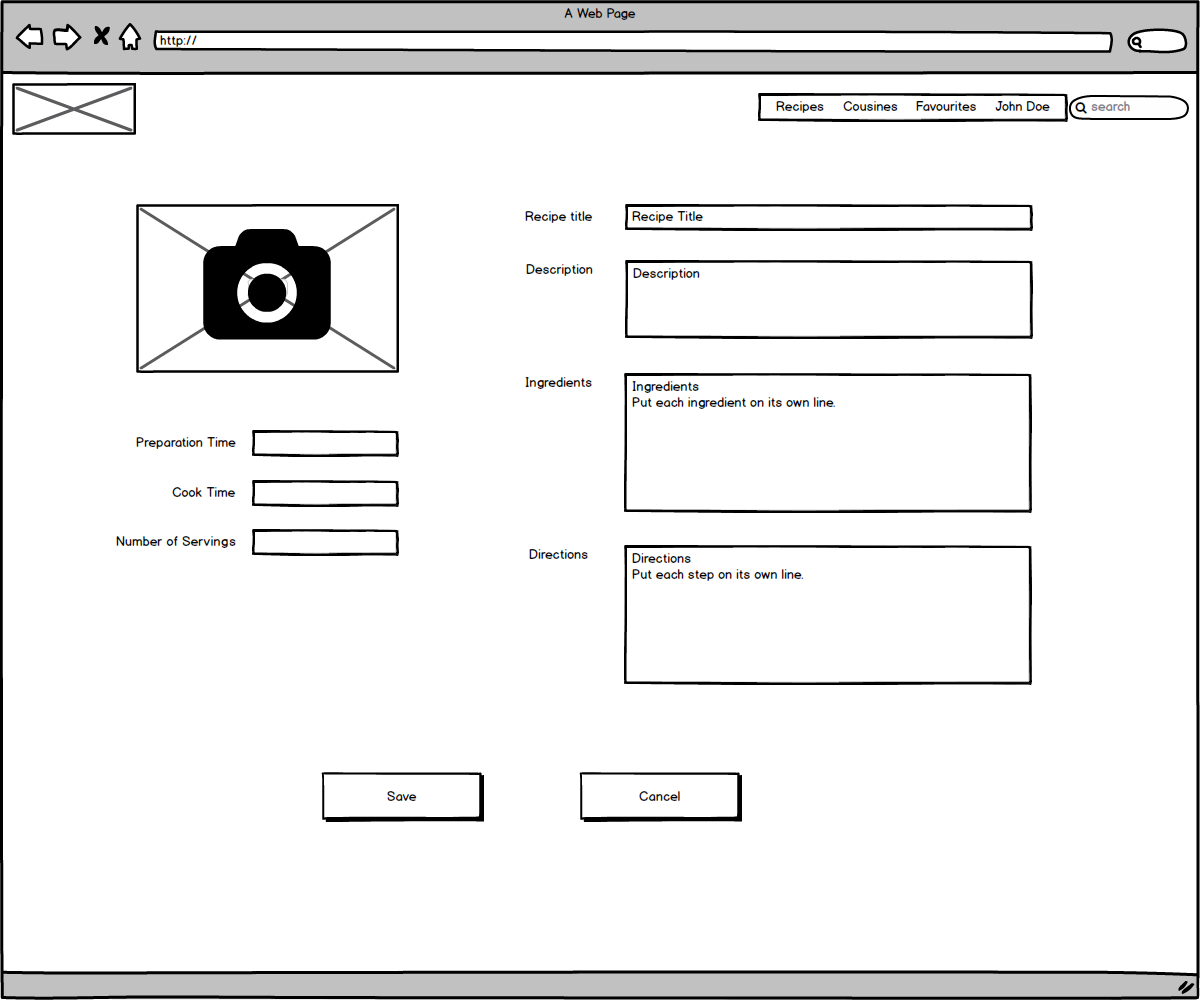 A Web Page
http://
Recipes Cousines Favourites John Doe search
Recipe title Recipe Title
Description Description
Ingredients Ingredients
Put each ingredient on its own line.
Preparation Time
Cook Time
Number of Servings
Directions Directions
Put each step on its own line.
Save Cancel